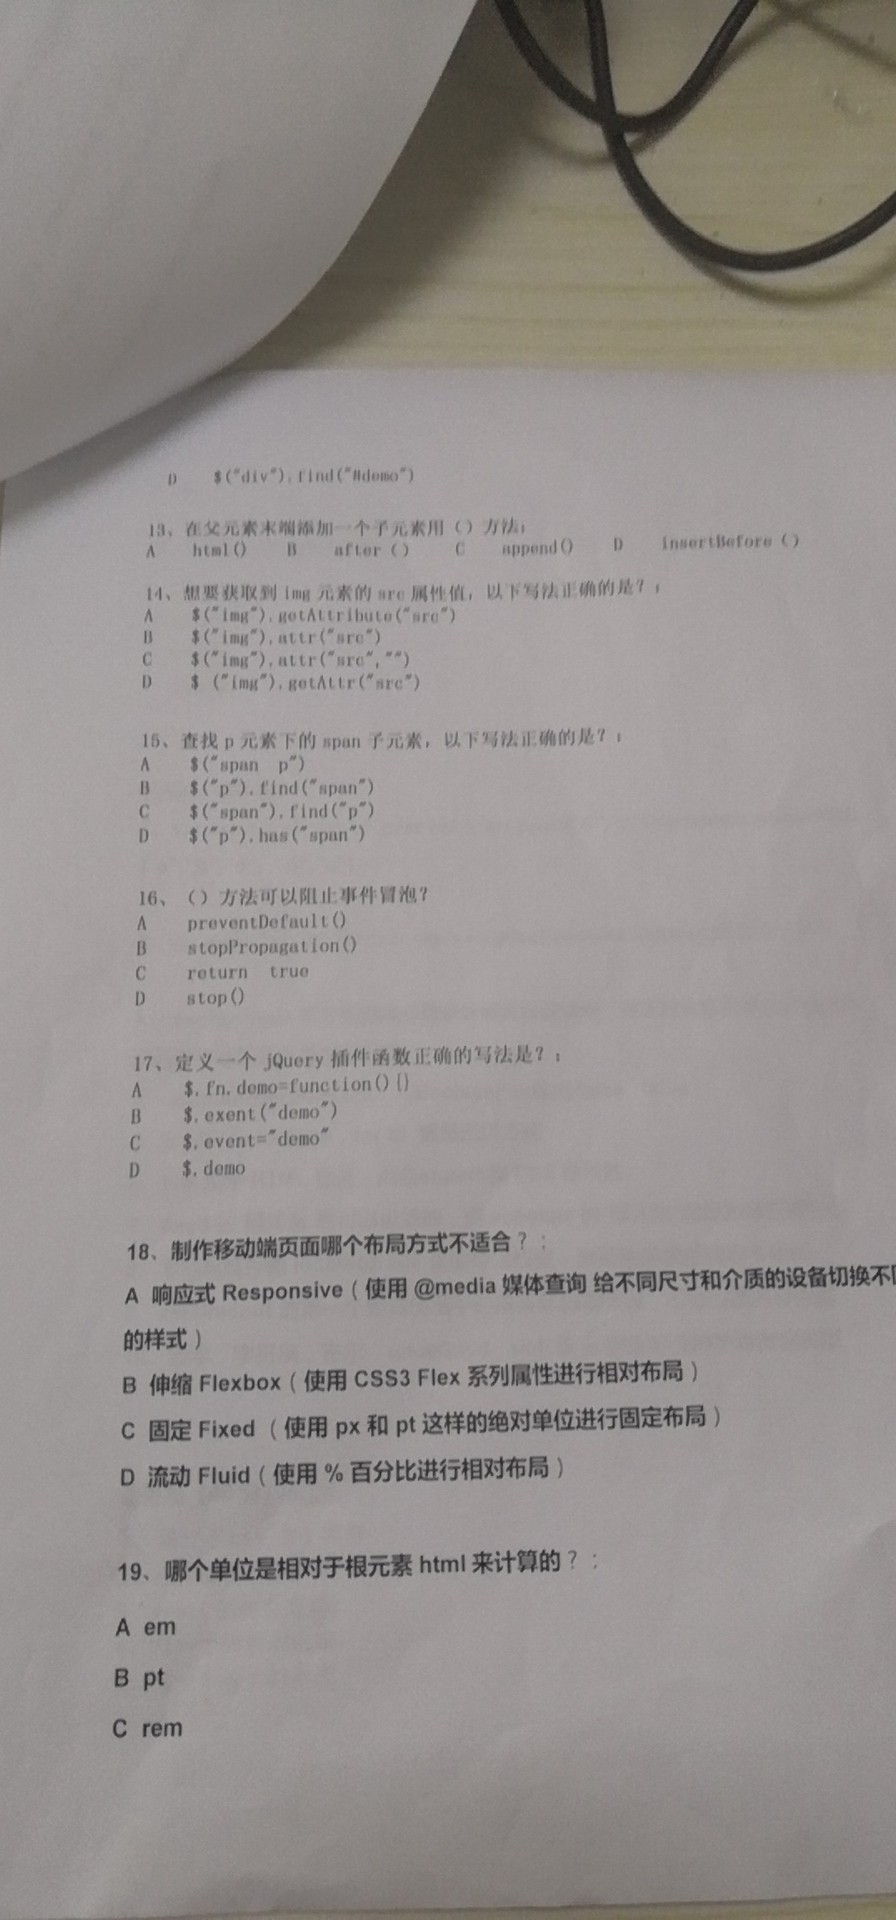 D $("div").find("#demo")
13、在父元素末端添加一个子元素用（）方法;
A html() B after () C append() D insertBefore ()
14、想要获取到 img 元素的 src 属性值，以下写法正确的是？;
A $("img").getAttribute("src")
B $("img").attr("src")
C $("img").attr("src","")
D $ ("img").getAttr("src")
15、查找 p 元素下的 span 子元素，以下写法正确的是？;
A $("span p")
B $("p").find("span")
C $("span").find("p")
D $("p").has("span")
16、（）方法可以阻止事件冒泡？
A preventDefault()
B stopPropagation()
C return true
D stop()
17、定义一个 jQuery 插件函数正确的写法是？;
A $.fn.demo=function(){}
B $.exent("demo")
C $.event="demo"
D $.demo
18、制作移动端页面哪个布局方式不适合？:
A 响应式 Responsive（使用 @media 媒体查询 给不同尺寸和介质的设备切换不
的样式）
B 伸缩 Flexbox（使用 CSS3 Flex 系列属性进行相对布局）
C 固定 Fixed （使用 px 和 pt 这样的绝对单位进行固定布局）
D 流动 Fluid（使用 % 百分比进行相对布局）
19、哪个单位是相对于根元素 html 来计算的？:
A em
B pt
C rem